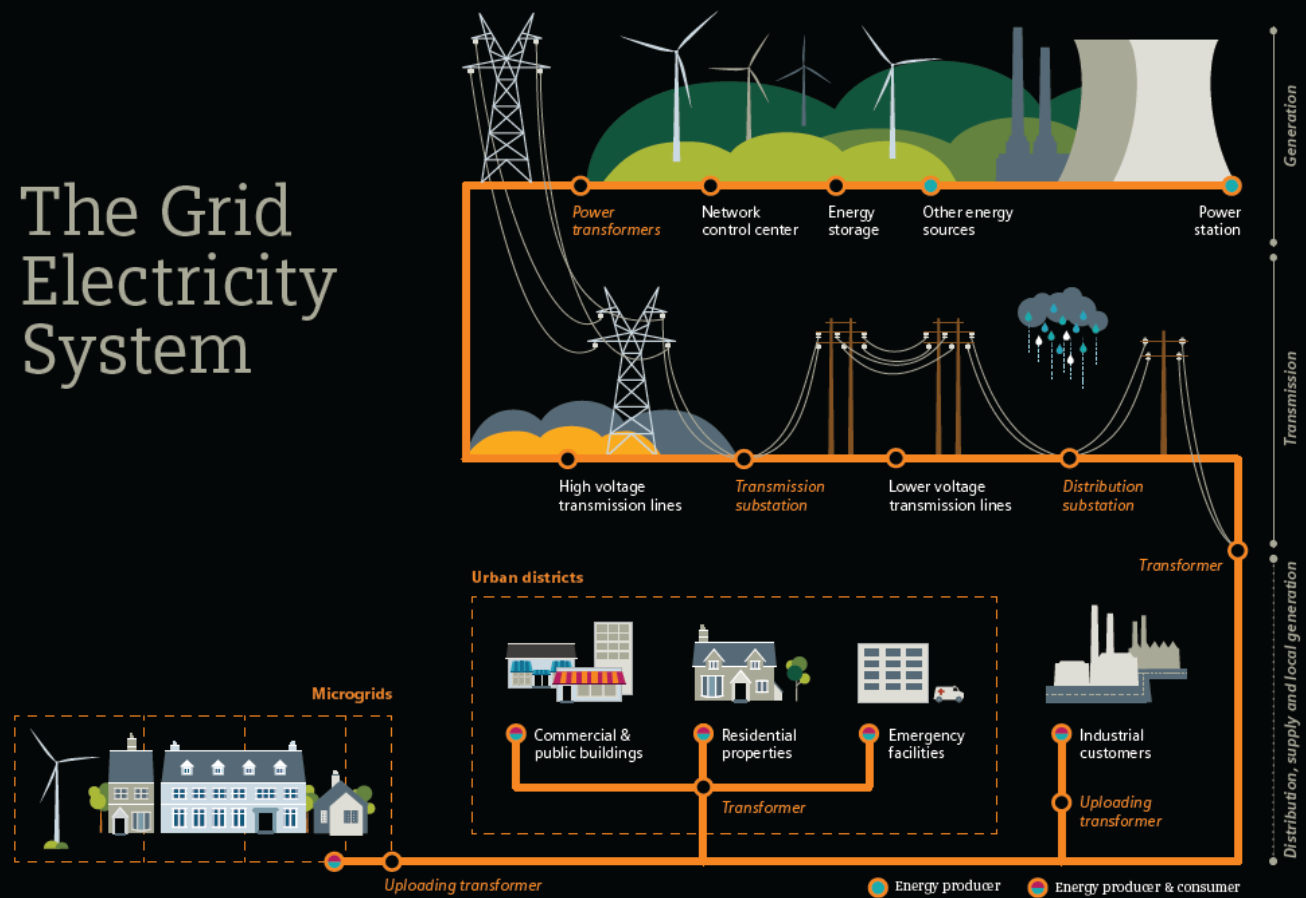 The Grid
Electricity
System
Generation
Power
transformers
Network
control center
Energy
storage
Other energy
sources
Power
station
Transmission
High voltage
transmission lines
Transmission
substation
Lower voltage
transmission lines
Distribution
substation
Transformer
Distribution, supply and local generation
Urban districts
Commercial &
public buildings
Residential
properties
Emergency
facilities
Transformer
Industrial
customers
Uploading
transformer
Microgrids
Uploading transformer
Energy producer
Energy producer & consumer